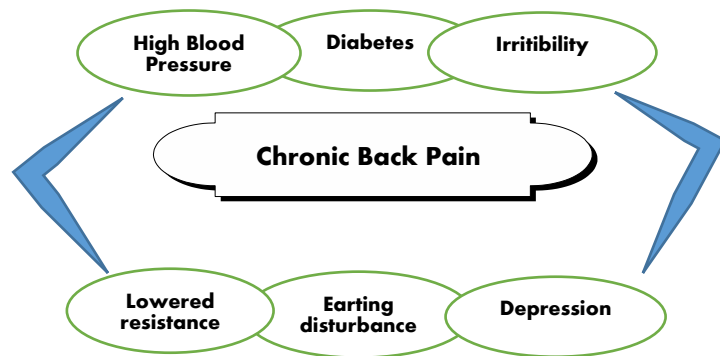 High Blood
Pressure
Diabetes
Irritibility
Chronic Back Pain
Lowered
resistance
Earting
disturbance
Depression